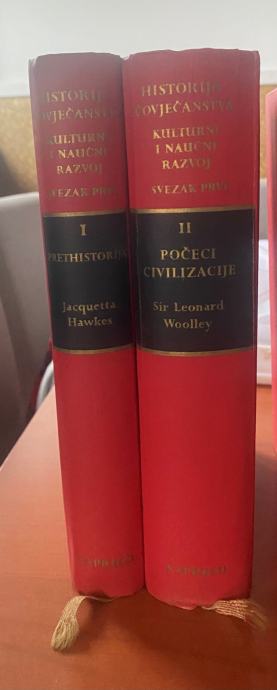 HISTORIJA
ČOVJEČANSTVA
KULTURNI
I NAUČNI
RAZVOJ
SVEZAK PRVI
I
PRETHISTORIJA
Jacquetta
Hawkes
NAPRIJED
HISTORIJA
ČOVJEČANSTVA
KULTURNI
I NAUČNI
RAZVOJ
SVEZAK PRVI
II
POČECI
CIVILIZACIJE
Sir Leonard
Woolley
NAPRIJED